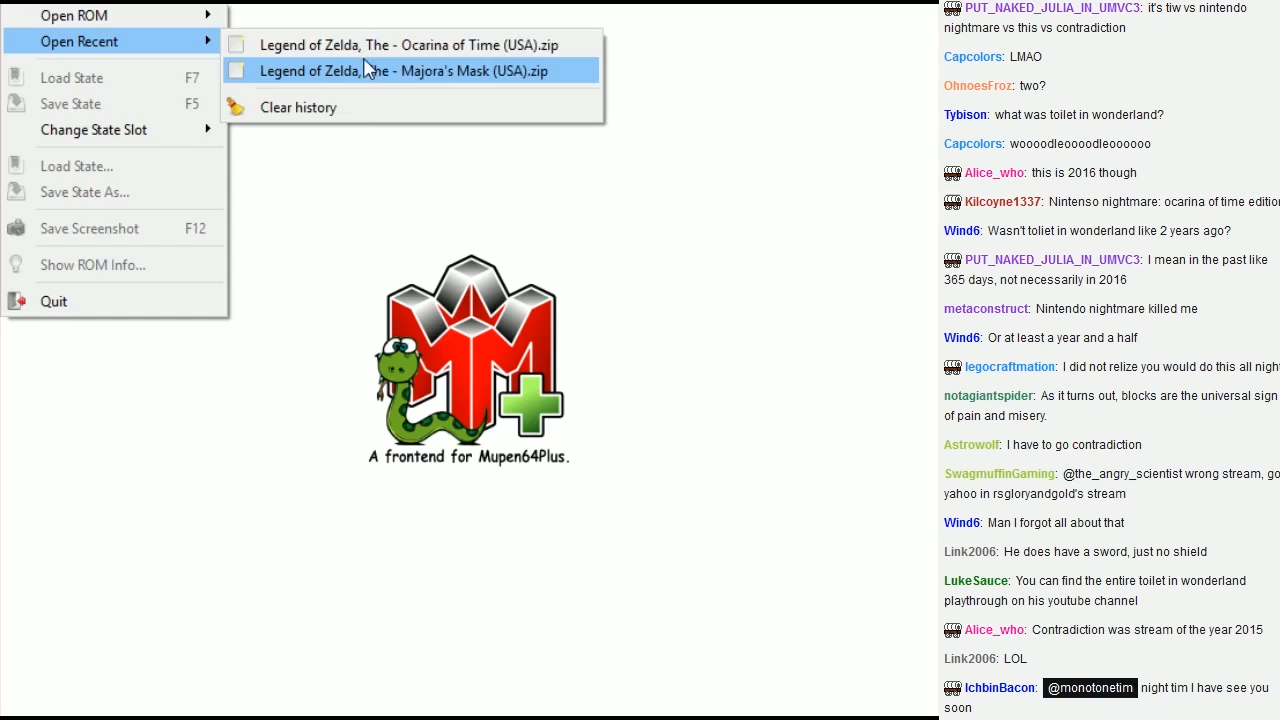 Open ROM
Open Recent
Load State F7
Save State F5
Change State Slot
Load State...
Save State As...
Save Screenshot F12
Show ROM Info...
Quit
Legend of Zelda, The - Ocarina of Time (USA).zip
Legend of Zelda, The - Majora's Mask (USA).zip
Clear history
A frontend for Mupen64Plus.
PUT_NAKED_JULIA_IN_UMVC3: it's tiw vs nintendo
nightmare vs this vs contradiction
Capcolors: LMAO
OhnoesFroz: two?
Tybison: what was toilet in wonderland?
Capcolors: woooodleoooodleoooooo
Alice_who: this is 2016 though
Kilcoyne1337: Nintenso nightmare: ocarina of time edition
Wind6: Wasn't toliet in wonderland like 2 years ago?
PUT_NAKED_JULIA_IN_UMVC3: I mean in the past like
365 days, not necessarily in 2016
metaconstruct: Nintendo nightmare killed me
Wind6: Or at least a year and a half
legocraftmation: I did not relize you would do this all night
notagiantspider: As it turns out, blocks are the universal sign
of pain and misery.
Astrowolf: I have to go contradiction
SwagmuffinGaming: @the_angry_scientist wrong stream, go
yahoo in rsgloryandgold's stream
Wind6: Man I forgot all about that
Link2006: He does have a sword, just no shield
LukeSauce: You can find the entire toilet in wonderland
playthrough on his youtube channel
Alice_who: Contradiction was stream of the year 2015
Link2006: LOL
IchbinBacon: @monotonetim night tim I have see you
soon